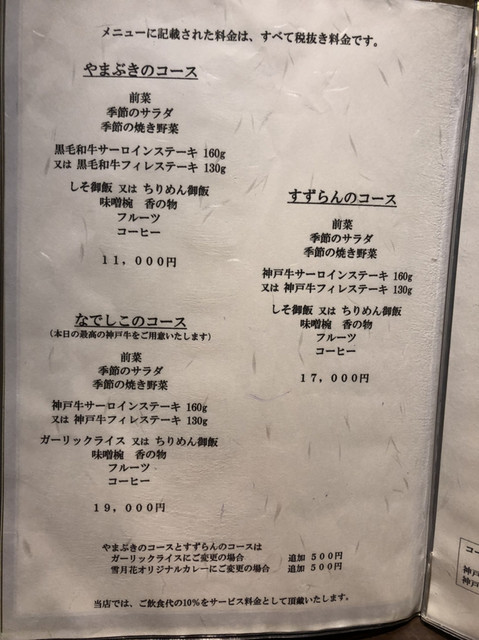 メニューに記載された料金は、すべて税抜き料金です。
やまぶきのコース
前菜
季節のサラダ
季節の焼き野菜
黒毛和牛サーロインステーキ 160g
又は 黒毛和牛フィレステーキ 130g
しそ御飯 又は ちりめん御飯
味噌椀 香の物
フルーツ
コーヒー
11,000円
すずらんのコース
前菜
季節のサラダ
季節の焼き野菜
神戸牛サーロインステーキ 160g
又は 神戸牛フィレステーキ 130g
しそ御飯 又は ちりめん御飯
味噌椀 香の物
フルーツ
コーヒー
17,000円
なでしこのコース
(本日の最高の神戸牛をご用意いたします)
前菜
季節のサラダ
季節の焼き野菜
神戸牛サーロインステーキ 160g
又は 神戸牛フィレステーキ 130g
ガーリックライス 又は ちりめん御飯
味噌椀 香の物
フルーツ
コーヒー
19,000円
やまぶきのコースとすずらんのコースは
ガーリックライスにご変更の場合 追加 500円
雪月花オリジナルカレーにご変更の場合 追加 500円
当店では、ご飲食代の10%をサービス料金として頂戴いたします。
コー
神戸
神戸